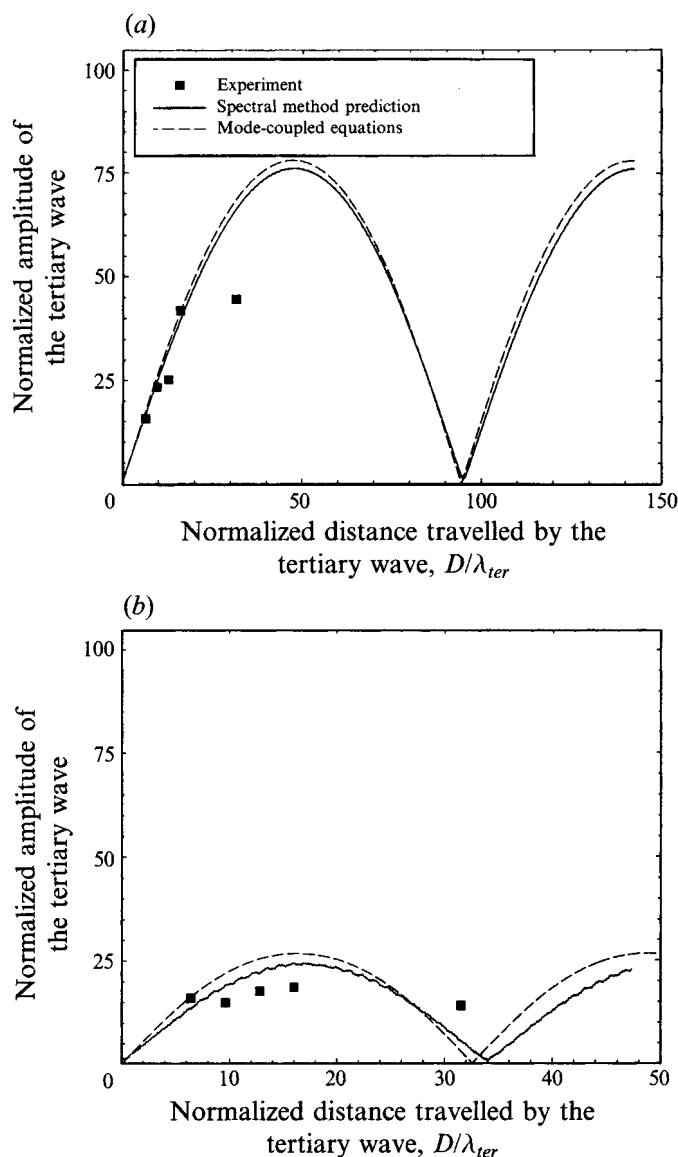 (a)
100
75
50
25
0
Normalized amplitude of
the tertiary wave
Experiment
Spectral method prediction
Mode-coupled equations
0
50
100
150
Normalized distance travelled by the
tertiary wave, D/λter
(b)
100
75
50
25
0
Normalized amplitude of
the tertiary wave
0
10
20
30
40
50
Normalized distance travelled by the
tertiary wave, D/λter